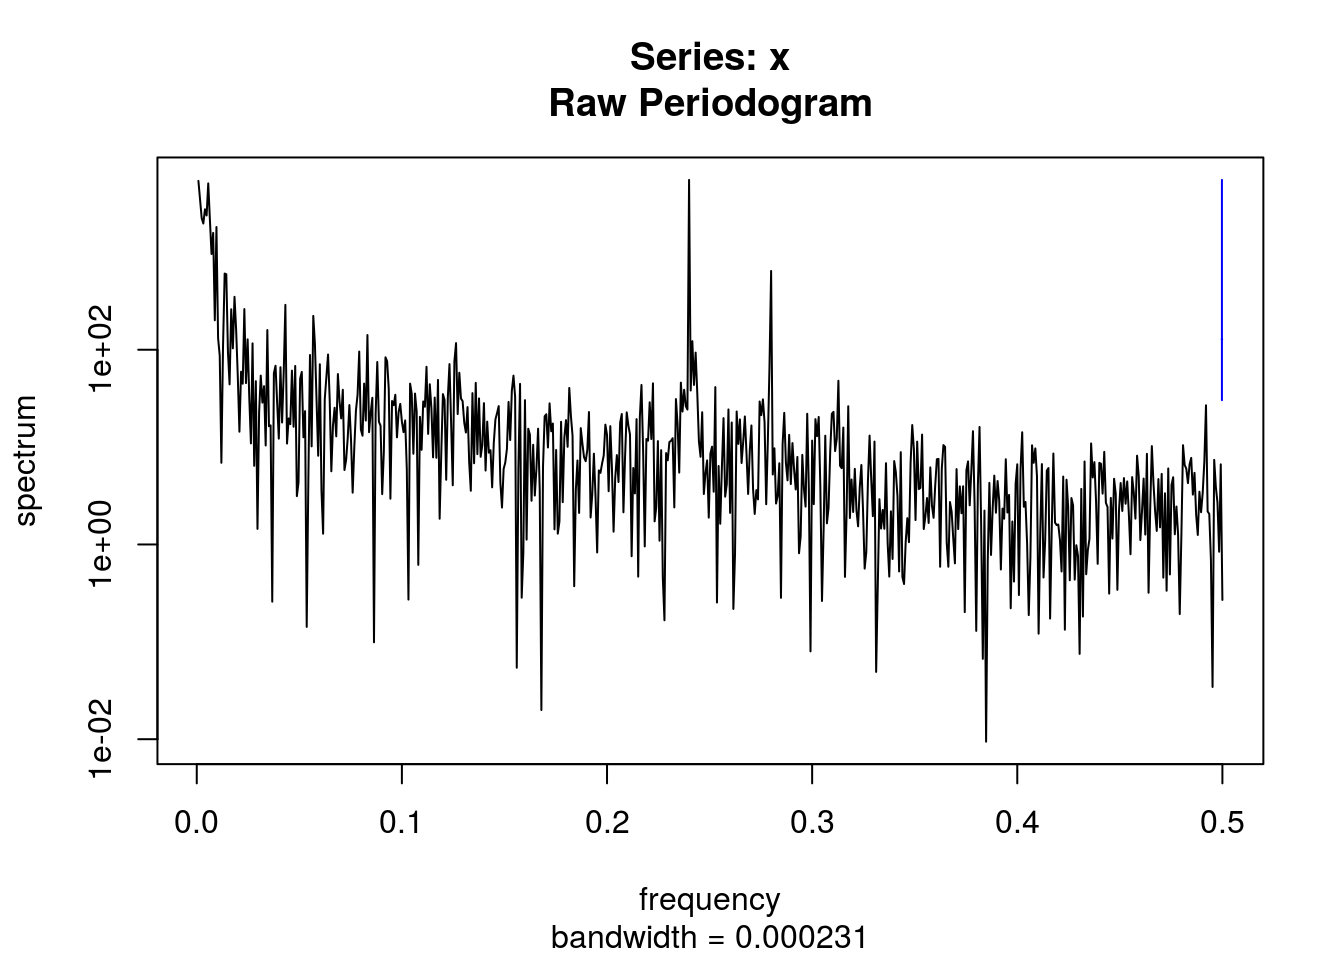 Series: x
Raw Periodogram
spectrum
1e+02
1e+00
1e-02
0.0 0.1 0.2 0.3 0.4 0.5
frequency
bandwidth = 0.000231